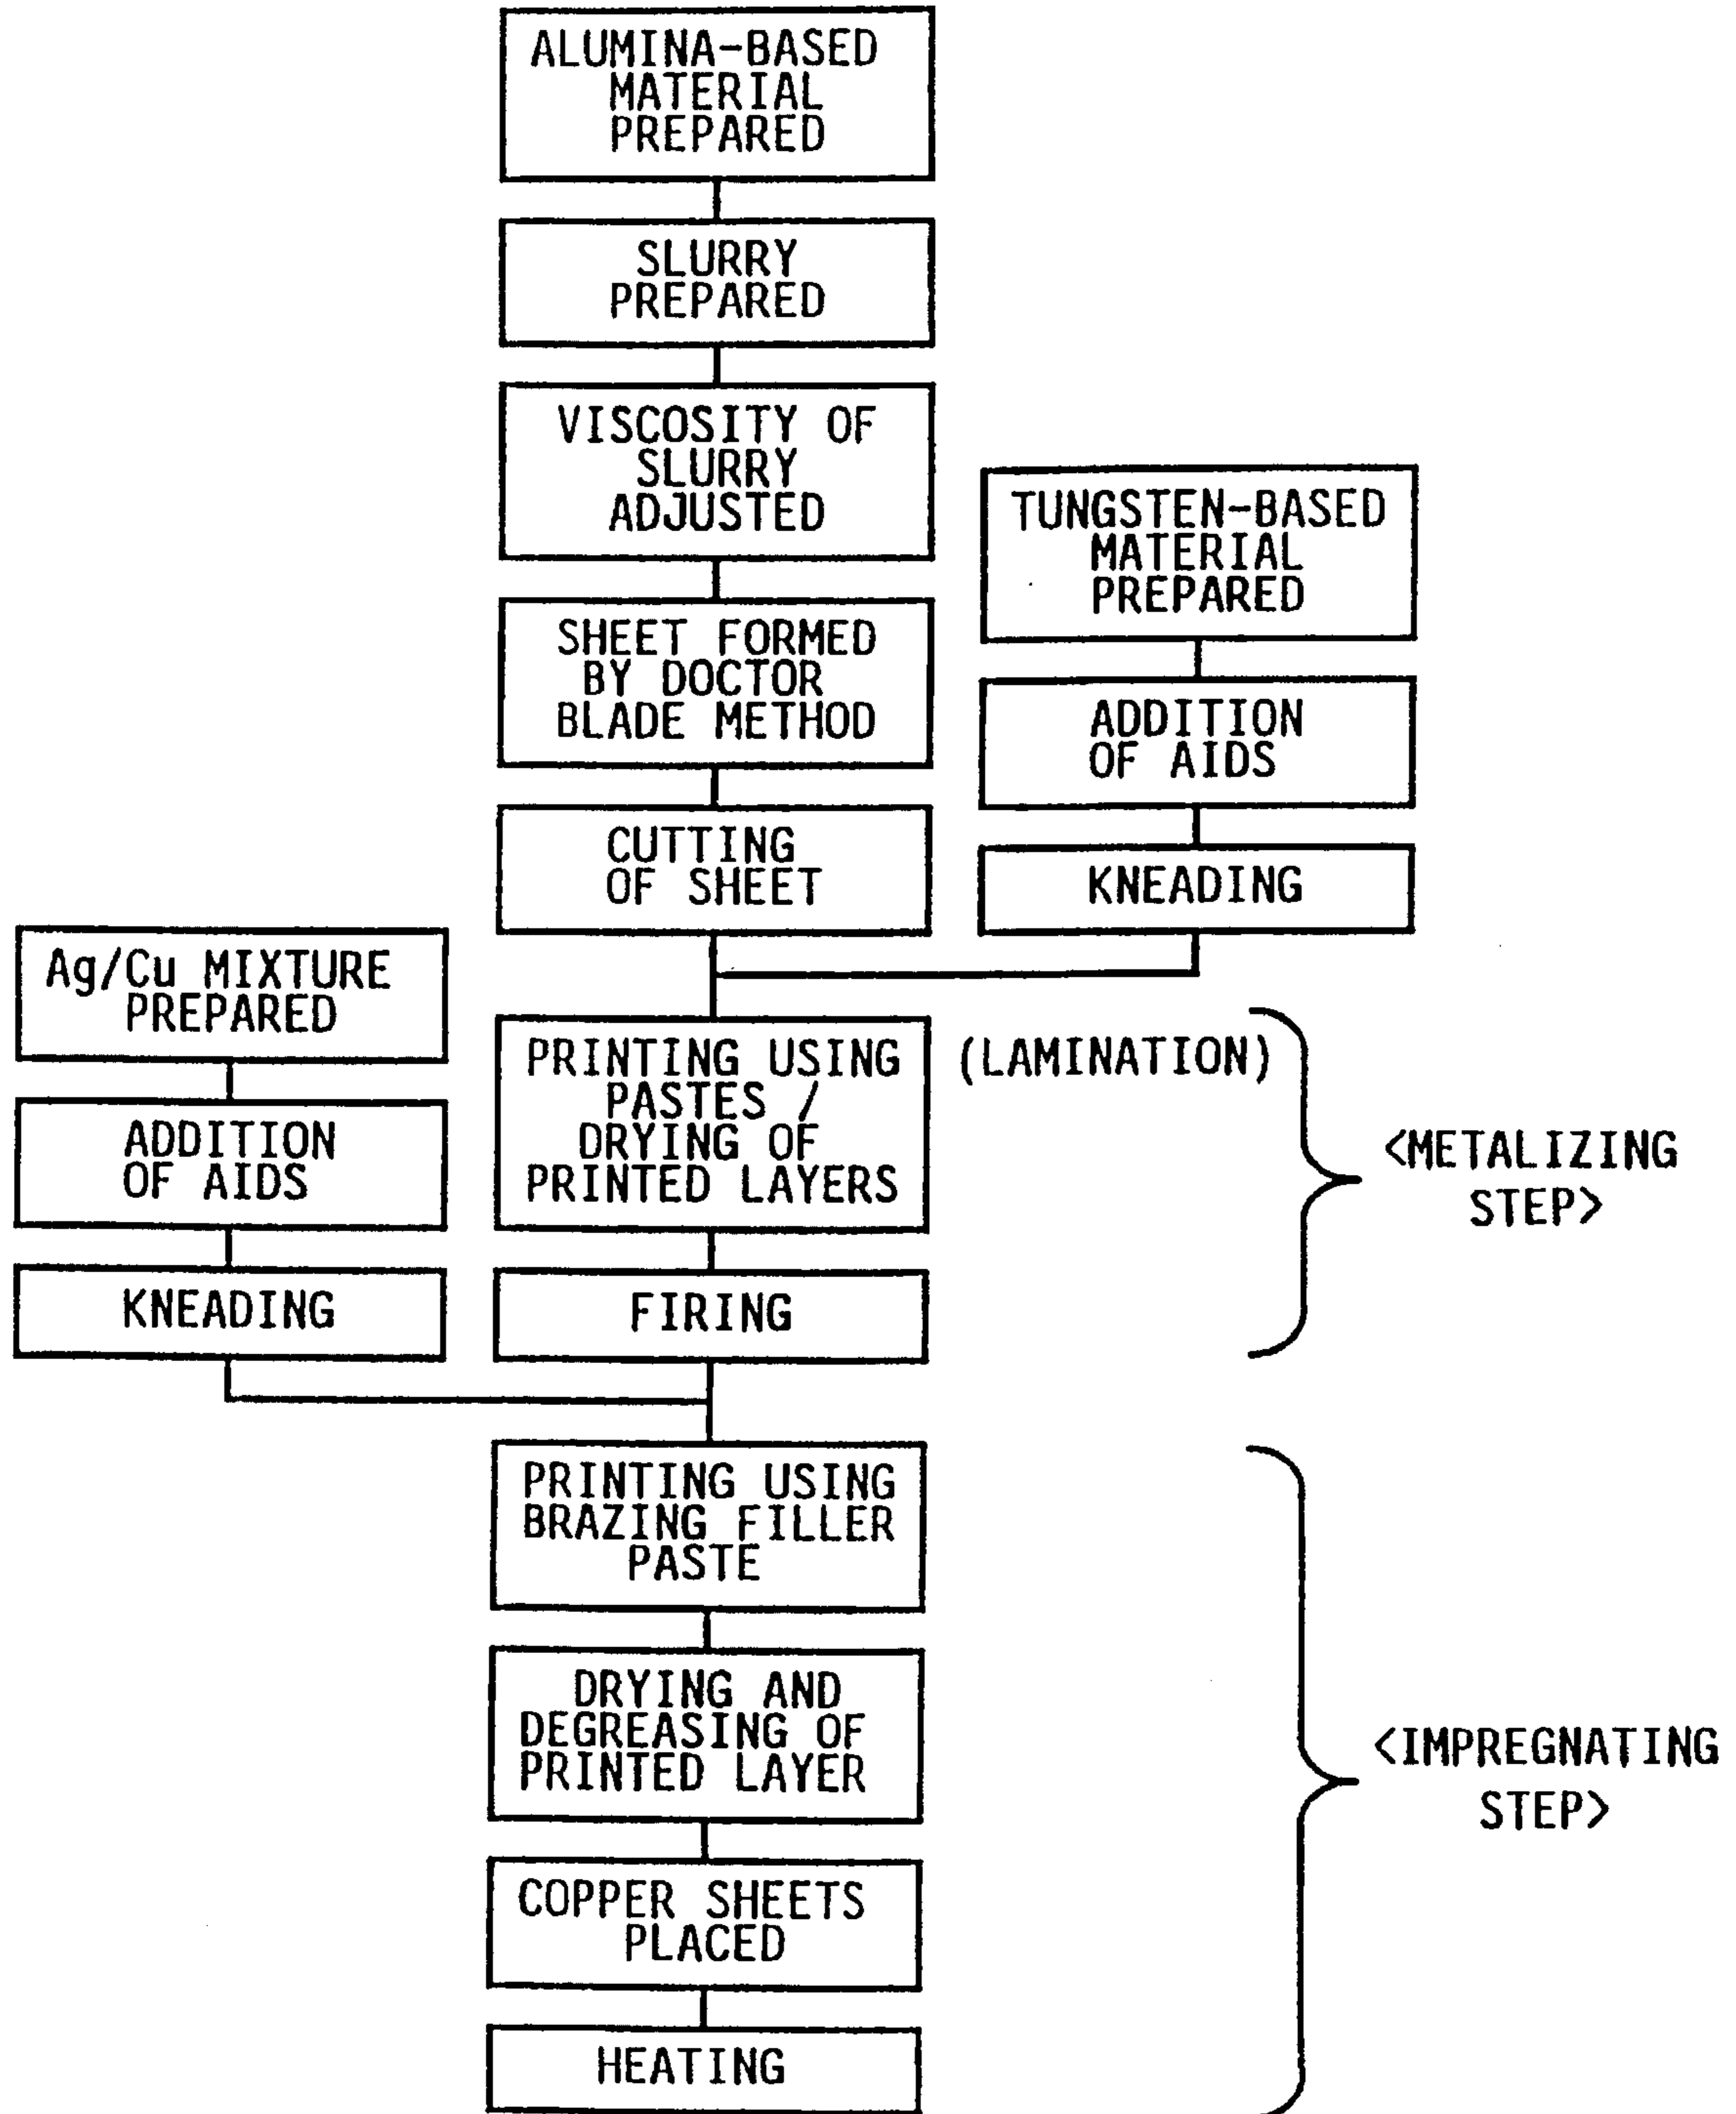 ALUMINA-BASED
MATERIAL
PREPARED
SLURRY
PREPARED
VISCOSITY OF
SLURRY
ADJUSTED
SHEET FORMED
BY DOCTOR
BLADE METHOD
CUTTING
OF SHEET
TUNGSTEN-BASED
MATERIAL
PREPARED
ADDITION
OF AIDS
KNEADING
Ag/Cu MIXTURE
PREPARED
ADDITION
OF AIDS
KNEADING
PRINTING USING
PASTES /
DRYING OF
PRINTED LAYERS
(LAMINATION)
FIRING
<METALIZING
STEP>
PRINTING USING
BRAZING FILLER
PASTE
DRYING AND
DEGREASING OF
PRINTED LAYER
COPPER SHEETS
PLACED
HEATING
<IMPREGNATING
STEP>